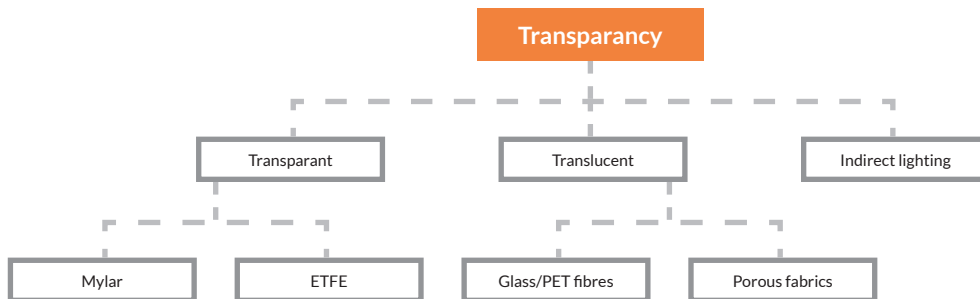 Transparancy
Transparant
Translucent
Indirect lighting
Mylar
ETFE
Glass/PET fibres
Porous fabrics